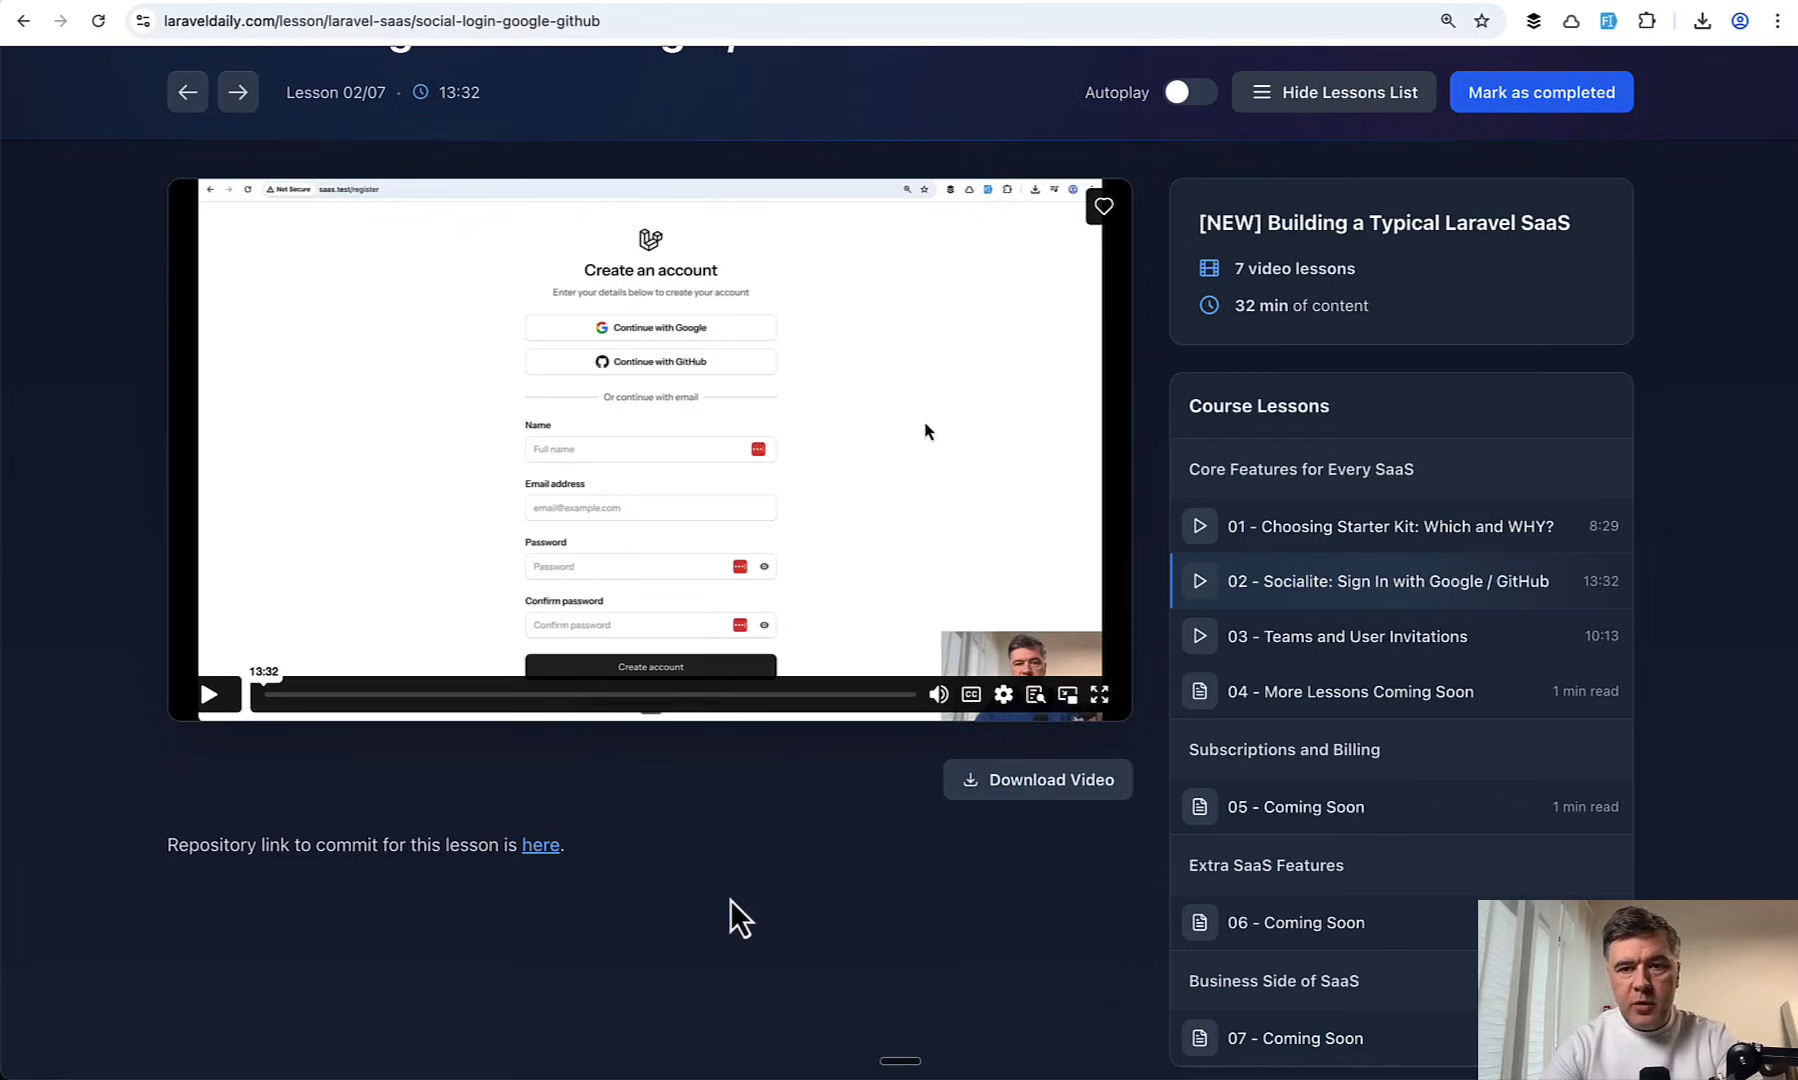 laraveldaily.com/lesson/laravel-saas/social-login-google-github
Lesson 02/07 · 13:32
Autoplay
Hide Lessons List
Mark as completed
Not Secure saas.test/register
Create an account
Enter your details below to create your account
Continue with Google
Continue with GitHub
Or continue with email
Name
Full name
Email address
email@example.com
Password
Password
Confirm password
Confirm password
Create account
13:32
CC
Download Video
Repository link to commit for this lesson is here.
[NEW] Building a Typical Laravel SaaS
7 video lessons
32 min of content
Course Lessons
Core Features for Every SaaS
01 - Choosing Starter Kit: Which and WHY? 8:29
02 - Socialite: Sign In with Google / GitHub 13:32
03 - Teams and User Invitations 10:13
04 - More Lessons Coming Soon 1 min read
Subscriptions and Billing
05 - Coming Soon 1 min read
Extra SaaS Features
06 - Coming Soon
Business Side of SaaS
07 - Coming Soon